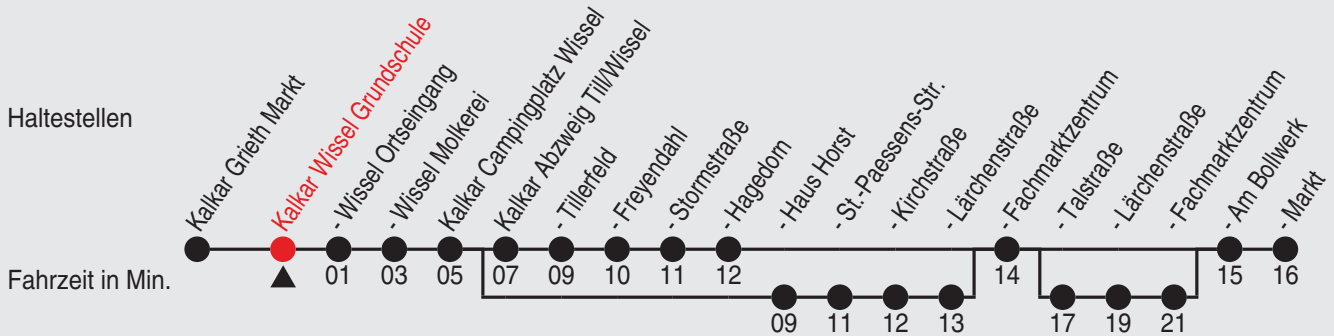 Haltestellen
Kalkar Grieth Markt
Kalkar Wissel Grundschule
- Wissel Ortseingang
- Wissel Molkerei
Kalkar Campingplatz Wissel
Kalkar Abzweig Till/Wissel
- Tillerfeld
- Freyendahl
- Stormstraße
- Hagedorn
- Haus Horst
- St.-Paessens-Str.
- Kirchstraße
- Lärchenstraße
- Fachmarktzentrum
- Talstraße
- Lärchenstraße
- Fachmarktzentrum
- Am Bollwerk
- Markt
Fahrzeit in Min.
01 03 05 07 09 10 11 12 14 15 16
09 11 12 13 17 19 21